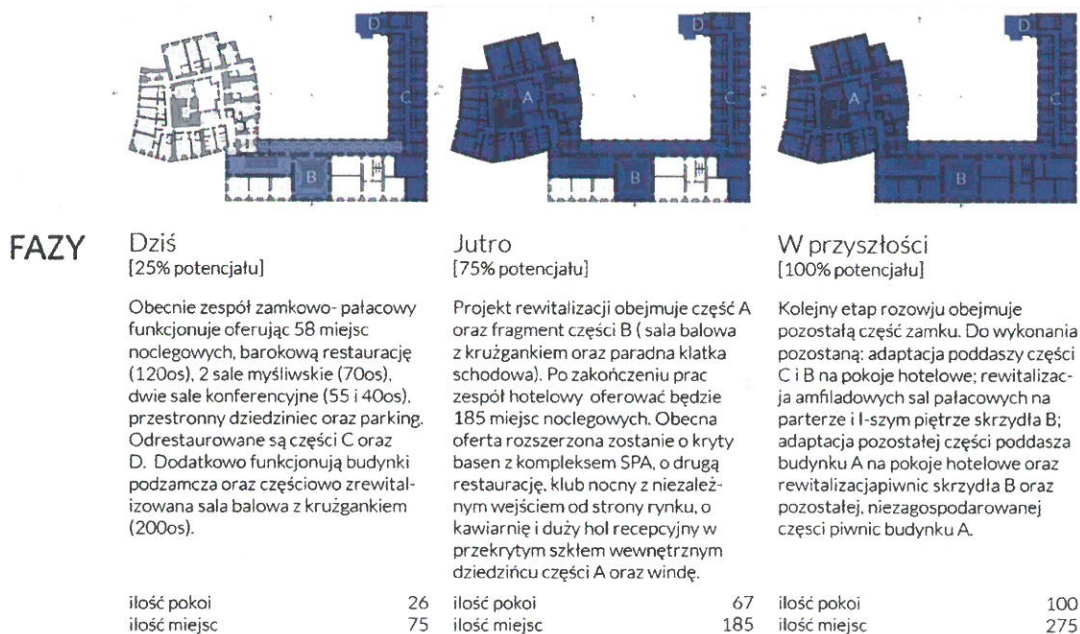 D
C
B
D
A
C
B
D
A
C
B
FAZY
Dziś
[25% potencjału]
Obecnie zespół zamkowo- pałacowy
funkcjonuje oferując 58 miejsc
noclegowych, barokową restaurację
(120os), 2 sale myśliwskie (70os),
dwie sale konferencyjne (55 i 40os),
przestronny dziedziniec oraz parking.
Odrestaurowane są części C oraz
D. Dodatkowo funkcjonują budynki
podzamcza oraz częściowo zrewital-
izowana sala balowa z krużgankiem
(200os).
ilość pokoi 26
ilość miejsc 75
Jutro
[75% potencjału]
Projekt rewitalizacji obejmuje część A
oraz fragment części B ( sala balowa
z krużgankiem oraz paradna klatka
schodowa). Po zakończeniu prac
zespół hotelowy oferować będzie
185 miejsc noclegowych. Obecna
oferta rozszerzona zostanie o kryty
basen z kompleksem SPA, o drugą
restaurację, klub nocny z niezależ-
nym wejściem od strony rynku, o
kawiarnię i duży hol recepcyjny w
przekrytym szkłem wewnętrznym
dziedzińcu części A oraz windę.
ilość pokoi 67
ilość miejsc 185
W przyszłości
[100% potencjału]
Kolejny etap rozowju obejmuje
pozostałą część zamku. Do wykonania
pozostaną: adaptacja poddaszy części
C i B na pokoje hotelowe; rewitalizac-
ja amfiladowych sal pałacowych na
parterze i I-szym piętrze skrzydła B;
adaptacja pozostałej części poddasza
budynku A na pokoje hotelowe oraz
rewitalizacjapiwnic skrzydła B oraz
pozostałej, niezagospodarowanej
częsci piwnic budynku A.
ilość pokoi 100
ilość miejsc 275